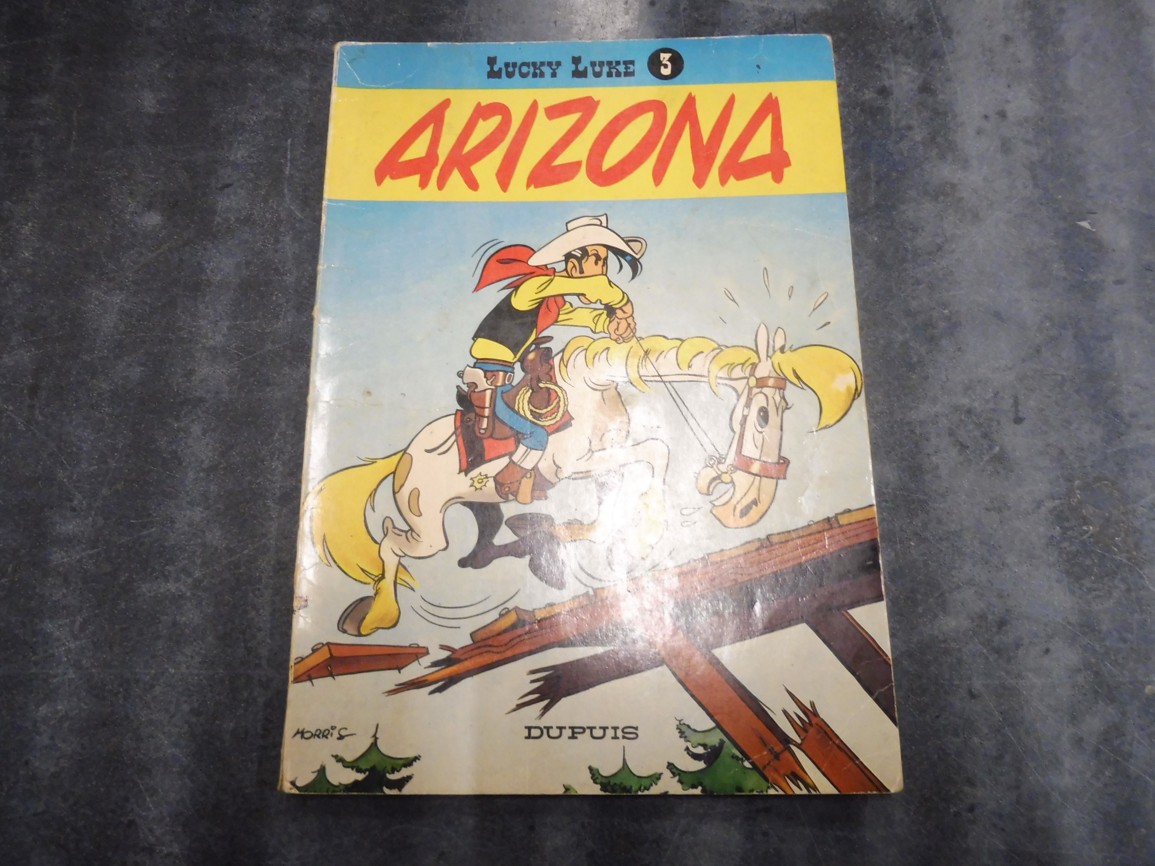 LUCKY LUKE 3
ARIZONA
MORRIS
DUPUIS